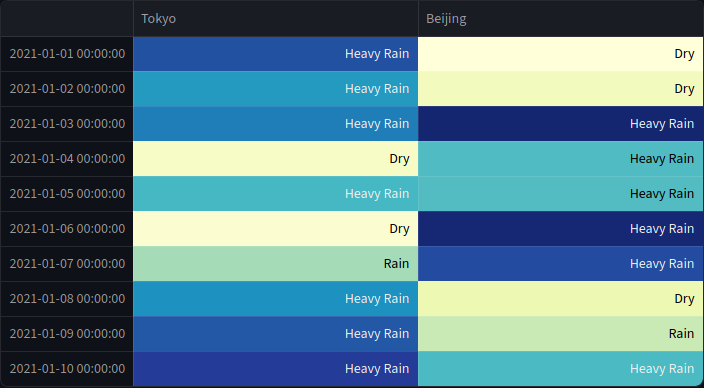 Tokyo Beijing
2021-01-01 00:00:00 Heavy Rain Dry
2021-01-02 00:00:00 Heavy Rain Dry
2021-01-03 00:00:00 Heavy Rain Heavy Rain
2021-01-04 00:00:00 Dry Heavy Rain
2021-01-05 00:00:00 Heavy Rain Heavy Rain
2021-01-06 00:00:00 Dry Heavy Rain
2021-01-07 00:00:00 Rain Heavy Rain
2021-01-08 00:00:00 Heavy Rain Dry
2021-01-09 00:00:00 Heavy Rain Rain
2021-01-10 00:00:00 Heavy Rain Heavy Rain